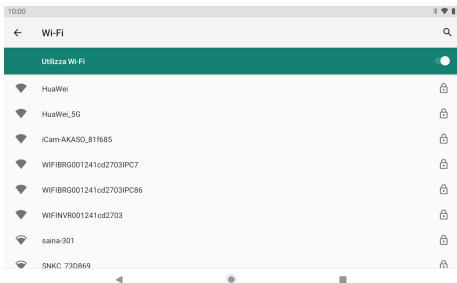 10:00
Wi-Fi
Utilizza Wi-Fi
HuaWei
HuaWei_5G
iCam-AKASO_81f685
WIFIBRG001241cd2703IPC7
WIFIBRG001241cd2703IPC86
WIFINVR001241cd2703
saina-301
SNKC_73D869